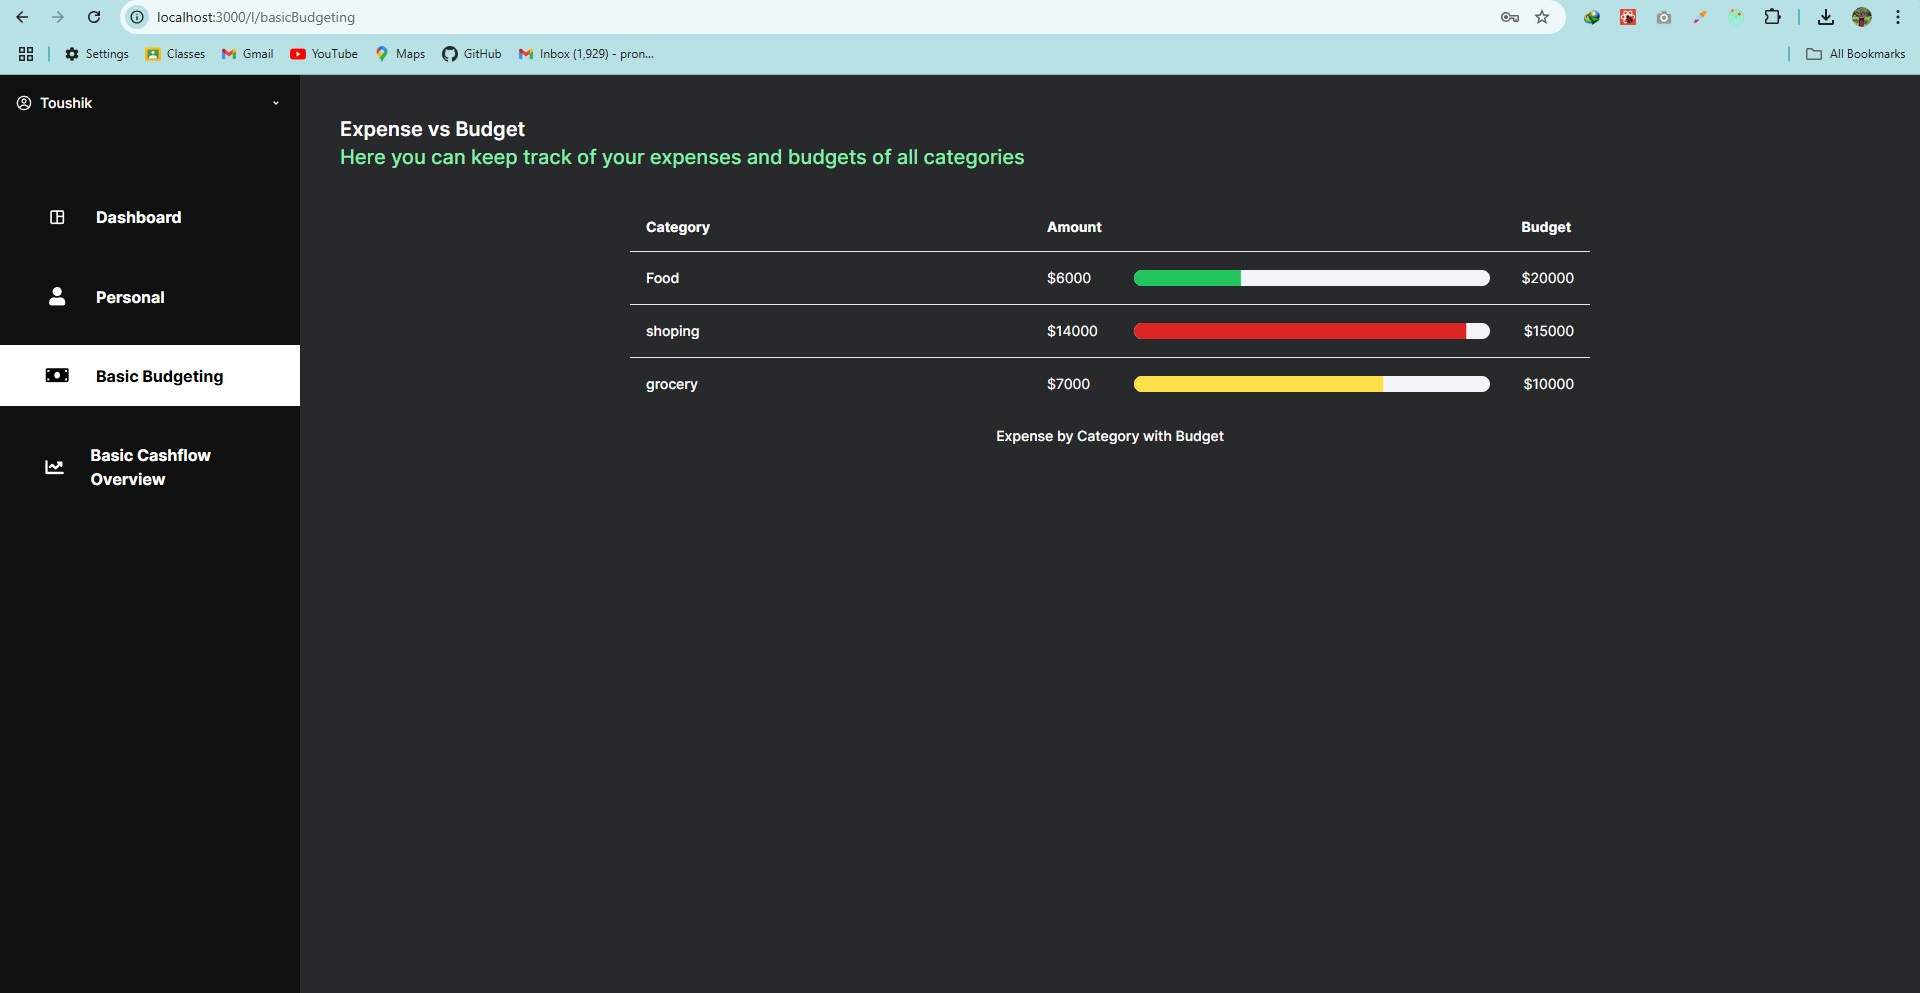 localhost:3000/l/basicBudgeting
Settings Classes Gmail YouTube Maps GitHub Inbox (1,929) - pron... All Bookmarks
Toustik
Dashboard
Personal
Basic Budgeting
Basic Cashflow
Overview
Expense vs Budget
Here you can keep track of your expenses and budgets of all categories
Category Amount Budget
Food $6000 $20000
shoping $14000 $15000
grocery $7000 $10000
Expense by Category with Budget